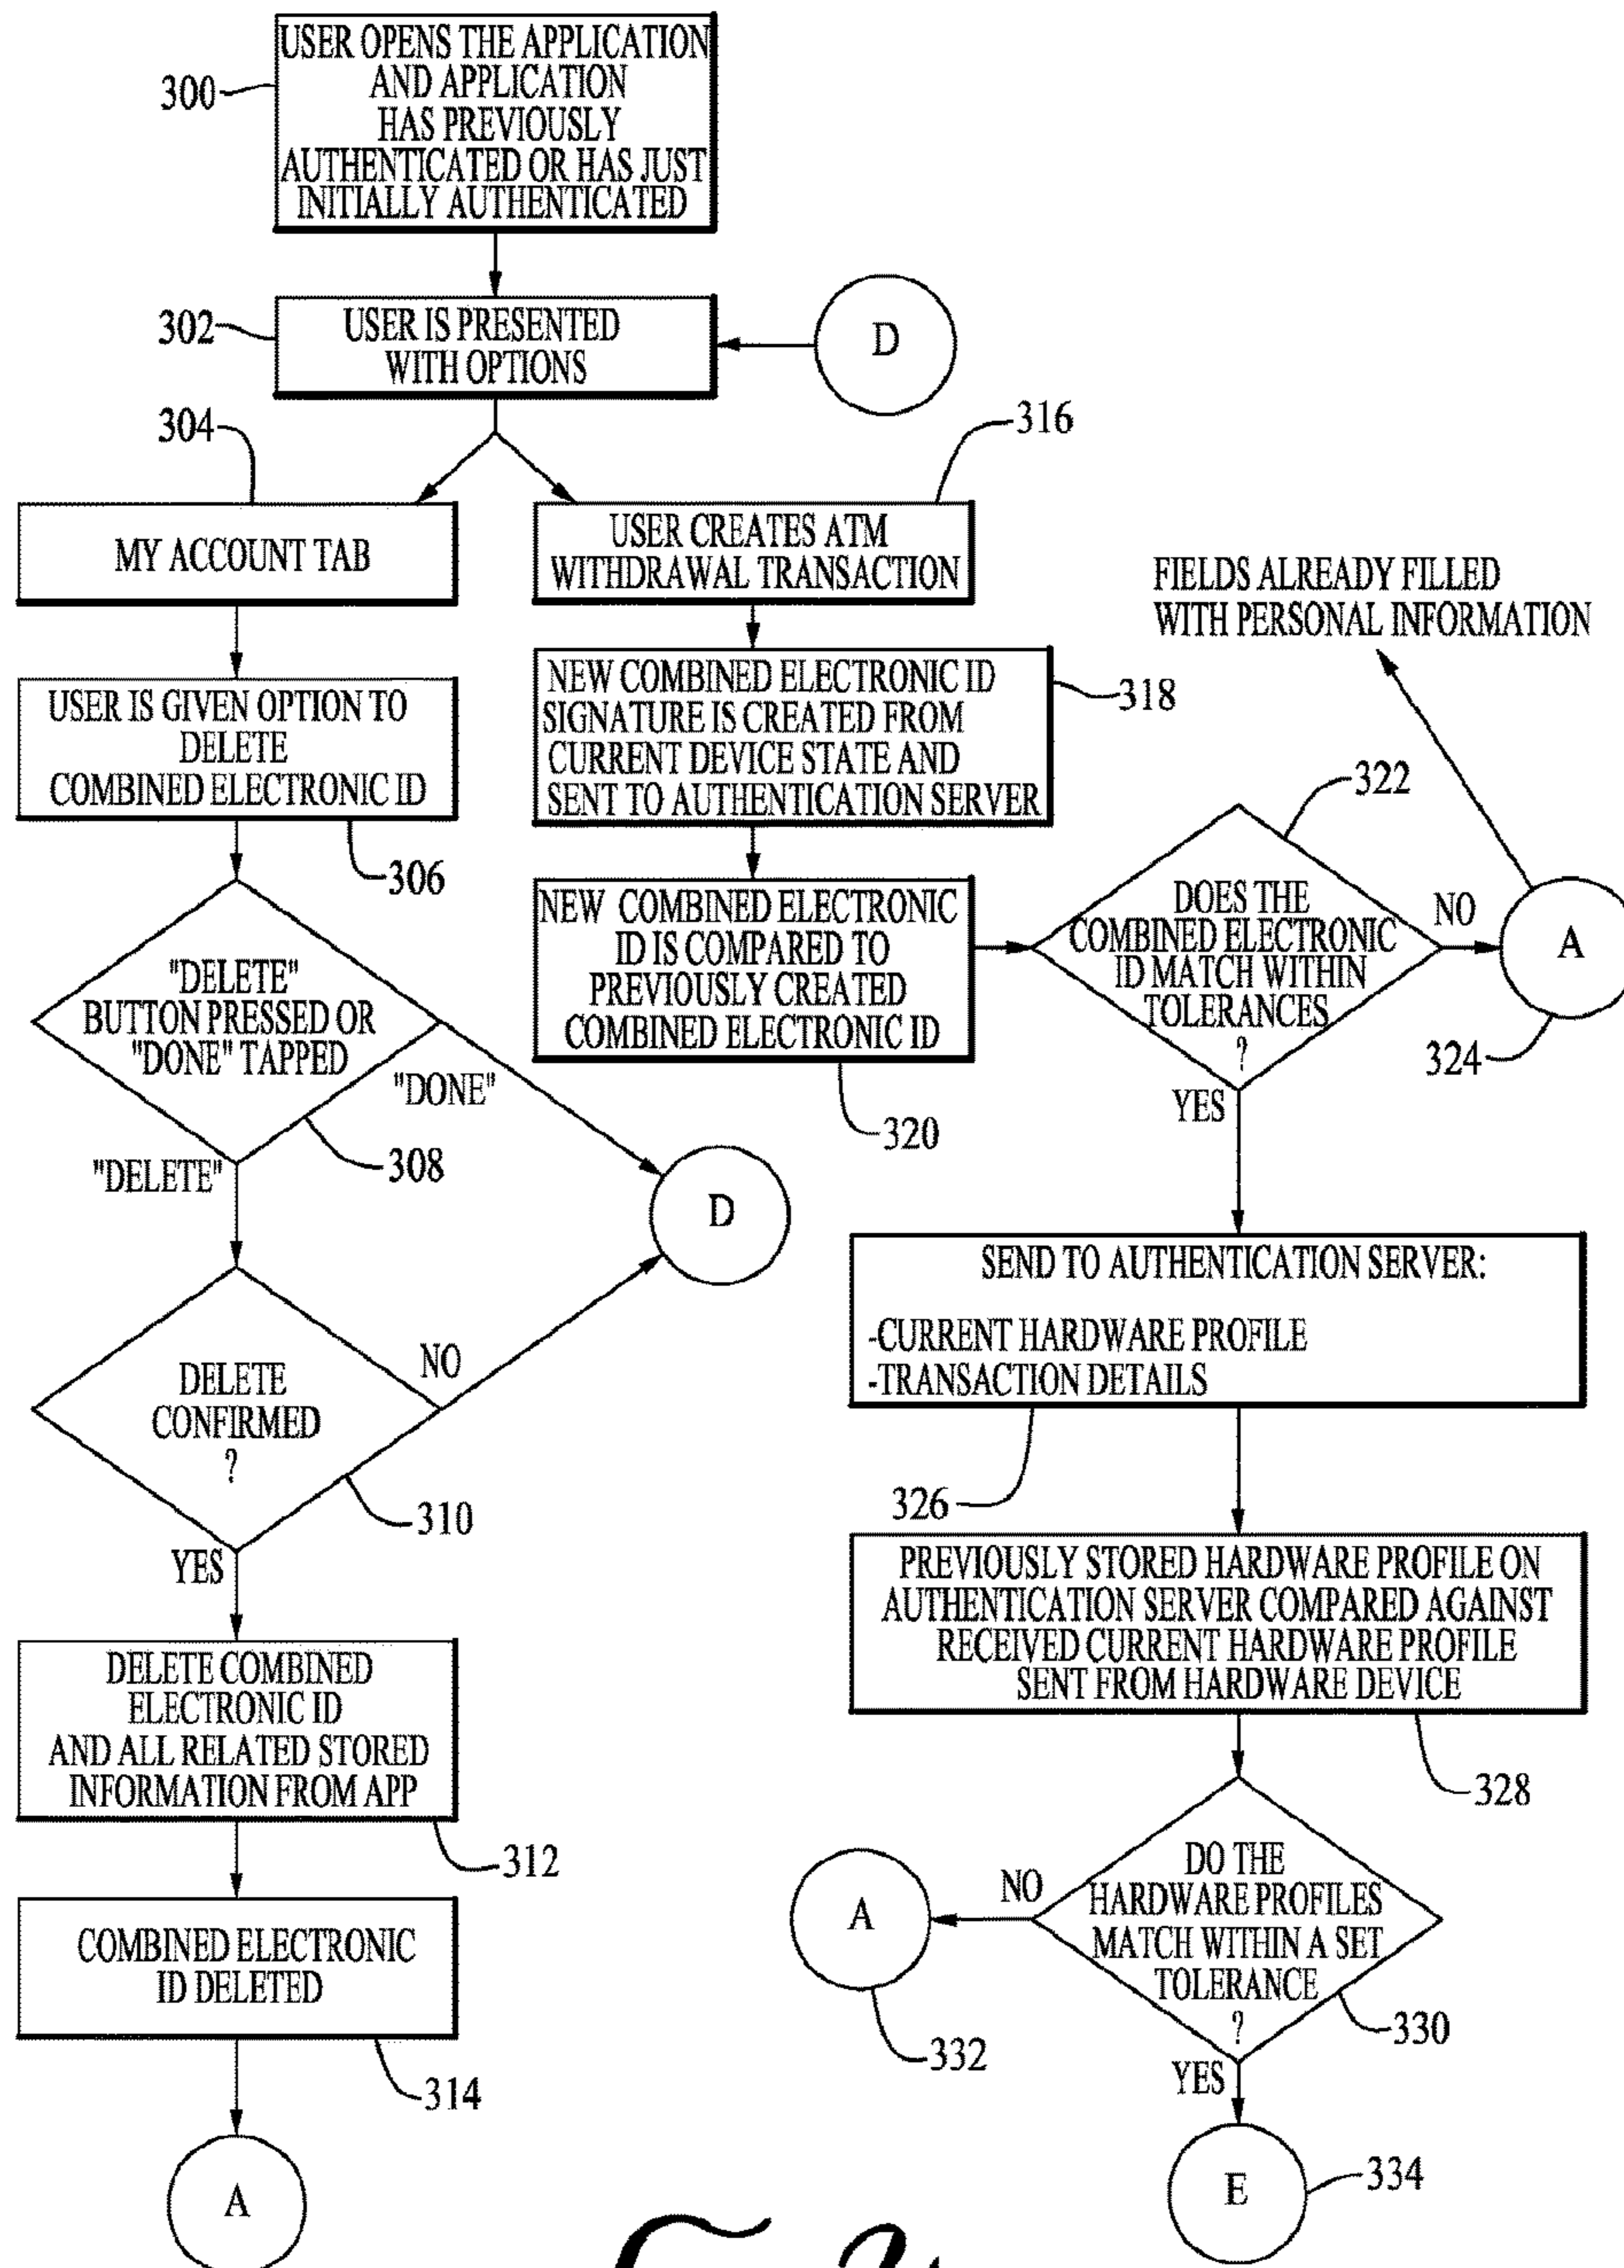 USER OPENS THE APPLICATION
AND APPLICATION
HAS PREVIOUSLY
AUTHENTICATED OR HAS JUST
INITIALLY AUTHENTICATED
300
USER IS PRESENTED
WITH OPTIONS
302
D
304
316
MY ACCOUNT TAB
USER CREATES ATM
WITHDRAWAL TRANSACTION
FIELDS ALREADY FILLED
WITH PERSONAL INFORMATION
USER IS GIVEN OPTION TO
DELETE
COMBINED ELECTRONIC ID
306
NEW COMBINED ELECTRONIC ID
SIGNATURE IS CREATED FROM
CURRENT DEVICE STATE AND
SENT TO AUTHENTICATION SERVER
318
NEW COMBINED ELECTRONIC
ID IS COMPARED TO
PREVIOUSLY CREATED
COMBINED ELECTRONIC ID
320
322
DOES THE
COMBINED ELECTRONIC
ID MATCH WITHIN
TOLERANCES
?
NO
A
324
YES
"DELETE"
BUTTON PRESSED OR
"DONE" TAPPED
"DONE"
308
"DELETE"
D
DELETE
CONFIRMED
?
NO
310
YES
SEND TO AUTHENTICATION SERVER:
-CURRENT HARDWARE PROFILE
-TRANSACTION DETAILS
326
PREVIOUSLY STORED HARDWARE PROFILE ON
AUTHENTICATION SERVER COMPARED AGAINST
RECEIVED CURRENT HARDWARE PROFILE
SENT FROM HARDWARE DEVICE
328
DELETE COMBINED
ELECTRONIC ID
AND ALL RELATED STORED
INFORMATION FROM APP
312
COMBINED ELECTRONIC
ID DELETED
314
A
DO THE
HARDWARE PROFILES
MATCH WITHIN A SET
TOLERANCE
?
330
NO
A
332
YES
E
334